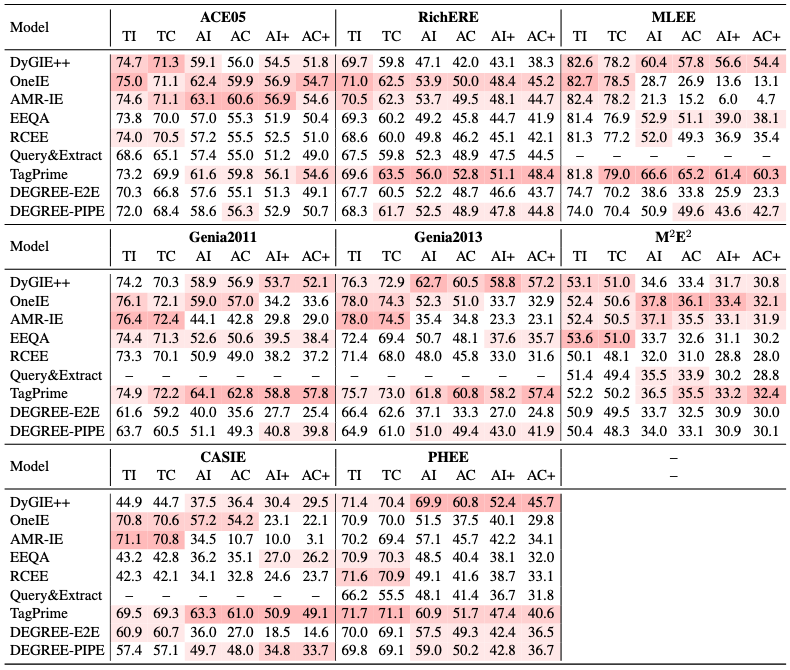 Model ACE05 RichERE MLEE
TI TC AI AC AI+ AC+ TI TC AI AC AI+ AC+ TI TC AI AC AI+ AC+
DyGIE++ 74.7 71.3 59.1 56.0 54.5 51.8 69.7 59.8 47.1 42.0 43.1 38.3 82.6 78.2 60.4 57.8 56.6 54.4
OneIE 75.0 71.1 62.4 59.9 56.9 54.7 71.0 62.5 53.9 50.0 48.4 45.2 82.7 78.5 28.7 26.9 13.6 13.1
AMR-IE 74.6 71.1 63.1 60.6 56.9 54.6 70.5 62.3 53.7 49.5 48.1 44.7 82.4 78.2 21.3 15.2 6.0 4.7
EEQA 73.8 70.0 57.0 55.3 51.9 50.4 69.3 60.2 49.2 45.8 44.7 41.9 81.4 76.9 52.9 51.1 39.0 38.1
RCEE 74.0 70.5 57.2 55.5 52.5 51.0 68.6 60.0 49.8 46.2 45.1 42.1 81.3 77.2 52.0 49.3 36.9 35.4
Query&Extract 68.6 65.1 57.4 55.0 51.2 49.0 67.5 59.8 52.3 48.9 47.5 44.5 – – – – – –
TagPrime 73.2 69.9 61.6 59.8 56.1 54.6 69.6 63.5 56.0 52.8 51.1 48.4 81.8 79.0 66.6 65.2 61.4 60.3
DEGREE-E2E 70.3 66.8 57.6 55.1 51.3 49.1 67.7 60.5 52.2 48.7 46.6 43.7 74.7 70.2 38.6 33.8 25.9 23.3
DEGREE-PIPE 72.0 68.4 58.6 56.3 52.9 50.7 68.3 61.7 52.5 48.9 47.8 44.8 74.0 70.4 50.9 49.6 43.6 42.7
Model Genia2011 Genia2013 M²E²
TI TC AI AC AI+ AC+ TI TC AI AC AI+ AC+ TI TC AI AC AI+ AC+
DyGIE++ 74.2 70.3 58.9 56.9 53.7 52.1 76.3 72.9 62.7 60.5 58.8 57.2 53.1 51.0 34.6 33.4 31.7 30.8
OneIE 76.1 72.1 59.0 57.0 34.2 33.6 78.0 74.3 52.3 51.0 33.7 32.9 52.4 50.6 37.8 36.1 33.4 32.1
AMR-IE 76.4 72.4 44.1 42.8 29.8 29.0 78.0 74.5 35.4 34.8 23.3 23.1 52.4 50.5 37.1 35.5 33.1 31.9
EEQA 74.4 71.3 52.6 50.6 39.5 38.4 72.4 69.4 50.7 48.1 37.6 35.7 53.6 51.0 33.7 32.6 31.1 30.2
RCEE 73.3 70.1 50.9 49.0 38.2 37.2 71.4 68.0 48.0 45.8 33.0 31.6 50.1 48.1 32.0 31.0 28.8 28.0
Query&Extract – – – – – – – – – – – – 51.4 49.4 35.5 33.9 30.2 28.8
TagPrime 74.9 72.2 64.1 62.8 58.8 57.8 75.7 73.0 61.8 60.8 58.2 57.4 52.2 50.2 36.5 35.5 33.2 32.4
DEGREE-E2E 61.6 59.2 40.0 35.6 27.7 25.4 66.4 62.6 37.1 33.3 27.0 24.8 50.9 49.5 33.7 32.5 30.9 30.0
DEGREE-PIPE 63.7 60.5 51.1 49.3 40.8 39.8 64.9 61.0 51.0 49.4 43.0 41.9 50.4 48.3 34.0 33.1 30.9 30.1
Model CASIE PHEE –
TI TC AI AC AI+ AC+ TI TC AI AC AI+ AC+ –
DyGIE++ 44.9 44.7 37.5 36.4 30.4 29.5 71.4 70.4 69.9 60.8 52.4 45.7
OneIE 70.8 70.6 57.2 54.2 23.1 22.1 70.9 70.0 51.5 37.5 40.1 29.8
AMR-IE 71.1 70.8 34.5 10.7 10.0 3.1 70.2 69.4 57.1 45.7 42.2 34.1
EEQA 43.2 42.8 36.2 35.1 27.0 26.2 70.9 70.3 48.5 40.4 38.1 32.0
RCEE 42.3 42.1 34.1 32.8 24.6 23.7 71.6 70.9 49.1 41.6 38.7 33.1
Query&Extract – – – – – – 66.2 55.5 48.1 41.4 36.7 31.8
TagPrime 69.5 69.3 63.3 61.0 50.9 49.1 71.7 71.1 60.9 51.7 47.4 40.6
DEGREE-E2E 60.9 60.7 36.0 27.0 18.5 14.6 70.0 69.1 57.5 49.3 42.4 36.5
DEGREE-PIPE 57.4 57.1 49.7 48.0 34.8 33.7 69.8 69.1 59.0 50.2 42.8 36.7